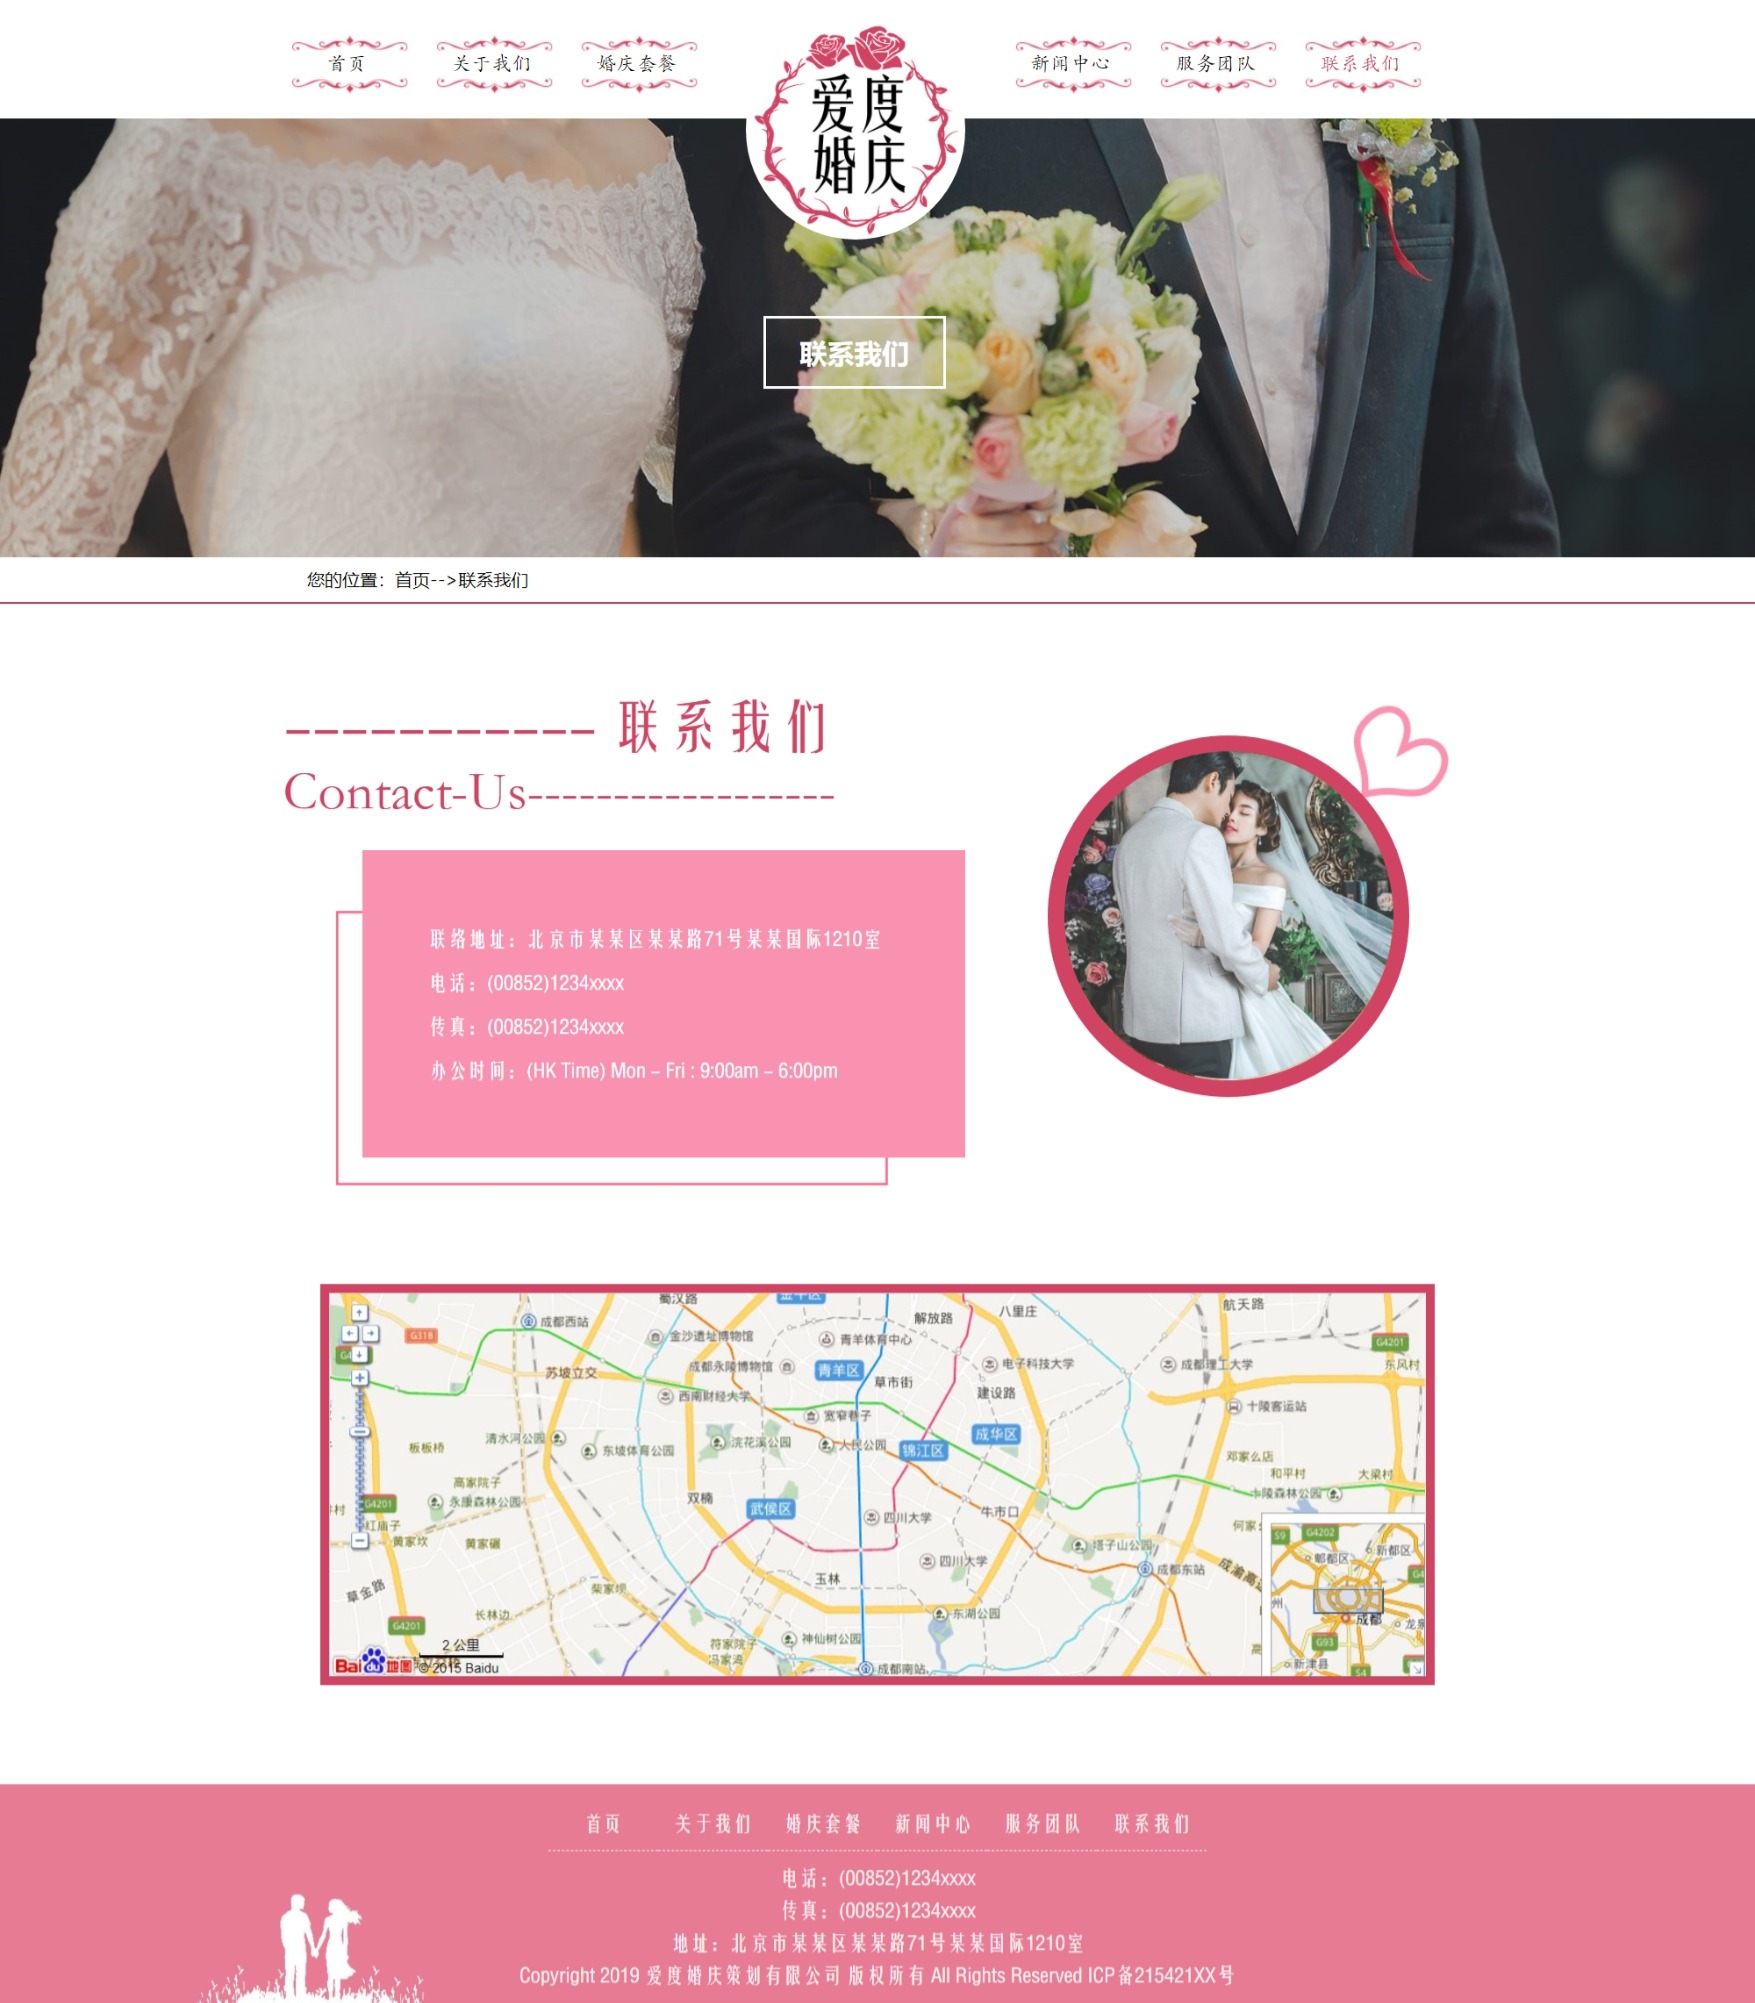 首页
关于我们
婚庆套餐
爱度
婚庆
新闻中心
服务团队
联系我们
联系我们
您的位置：首页-->联系我们
----------- 联系我们
Contact-Us------------------
联络地址：北京市某某区某某路71号某某国际1210室
电话：(00852)1234xxxx
传真：(00852)1234xxxx
办公时间：(HK Time) Mon – Fri : 9:00am – 6:00pm
蜀汉路
解放路
八里庄
航天路
成都西站
G318
金沙遗址博物馆
青羊体育中心
G4201
成都永陵博物馆
青羊区
电子科技大学
成都理工大学
东风村
苏坡立交
草市街
西南财经大学
建设路
宽窄巷子
十陵客运站
成华区
清水河公园
板板桥
东坡体育公园
浣花溪公园
人民公园
锦江区
邓家么店
和平村
大梁村
高家院子
永康森林公园
双楠
武侯区
四川大学
牛市口
十陵森林公园
G4201
红庙子
黄家坎
黄家碾
四川大学
塔子山公园
成都东站
S9
G4202
郫都区
新都区
草金路
柴家坝
玉林
长林边
东湖公园
成都
G4201
符家院子
冯家湾
神仙树公园
G93
新津县
成都南站
2 公里
Bai du 地图 © 2015 Baidu
首页 关于我们 婚庆套餐 新闻中心 服务团队 联系我们
电话：(00852)1234xxxx
传真：(00852)1234xxxx
地址：北京市某某区某某路71号某某国际1210室
Copyright 2019 爱度婚庆策划有限公司 版权所有 All Rights Reserved ICP备215421XX号